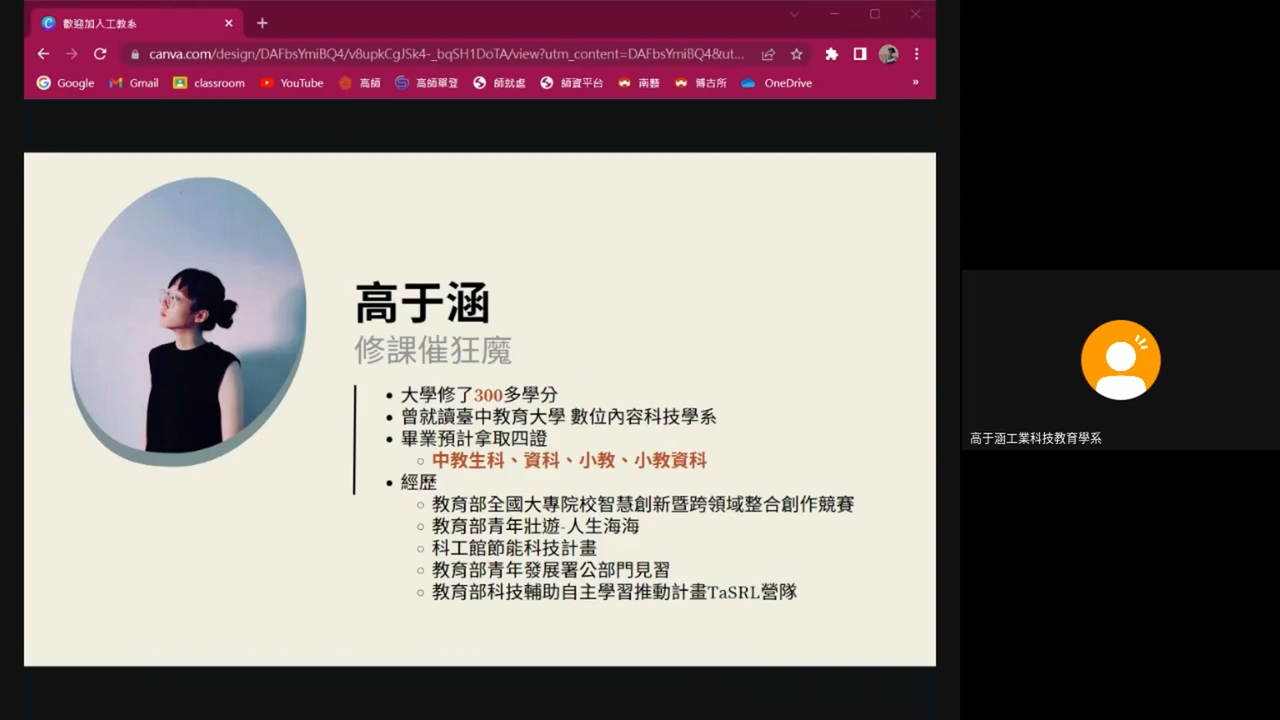 歡迎加入工教系
canva.com/design/DAFbsYmiBQ4/v8upkCgJSk4-_bqSH1DoTA/view?utm_content=DAFbsYmiBQ4&ut...
Google Gmail classroom YouTube 高師 高師單登 師就處 師資平台 南藝 博古所 OneDrive »
高于涵
修課催狂魔
大學修了300多學分
曾就讀臺中教育大學 數位內容科技學系
畢業預計拿取四證
中教生科、資科、小教、小教資科
經歷
教育部全國大專院校智慧創新暨跨領域整合創作競賽
教育部青年壯遊-人生海海
科工館節能科技計畫
教育部青年發展署公部門見習
教育部科技輔助自主學習推動計畫TaSRL營隊
高于涵工業科技教育學系